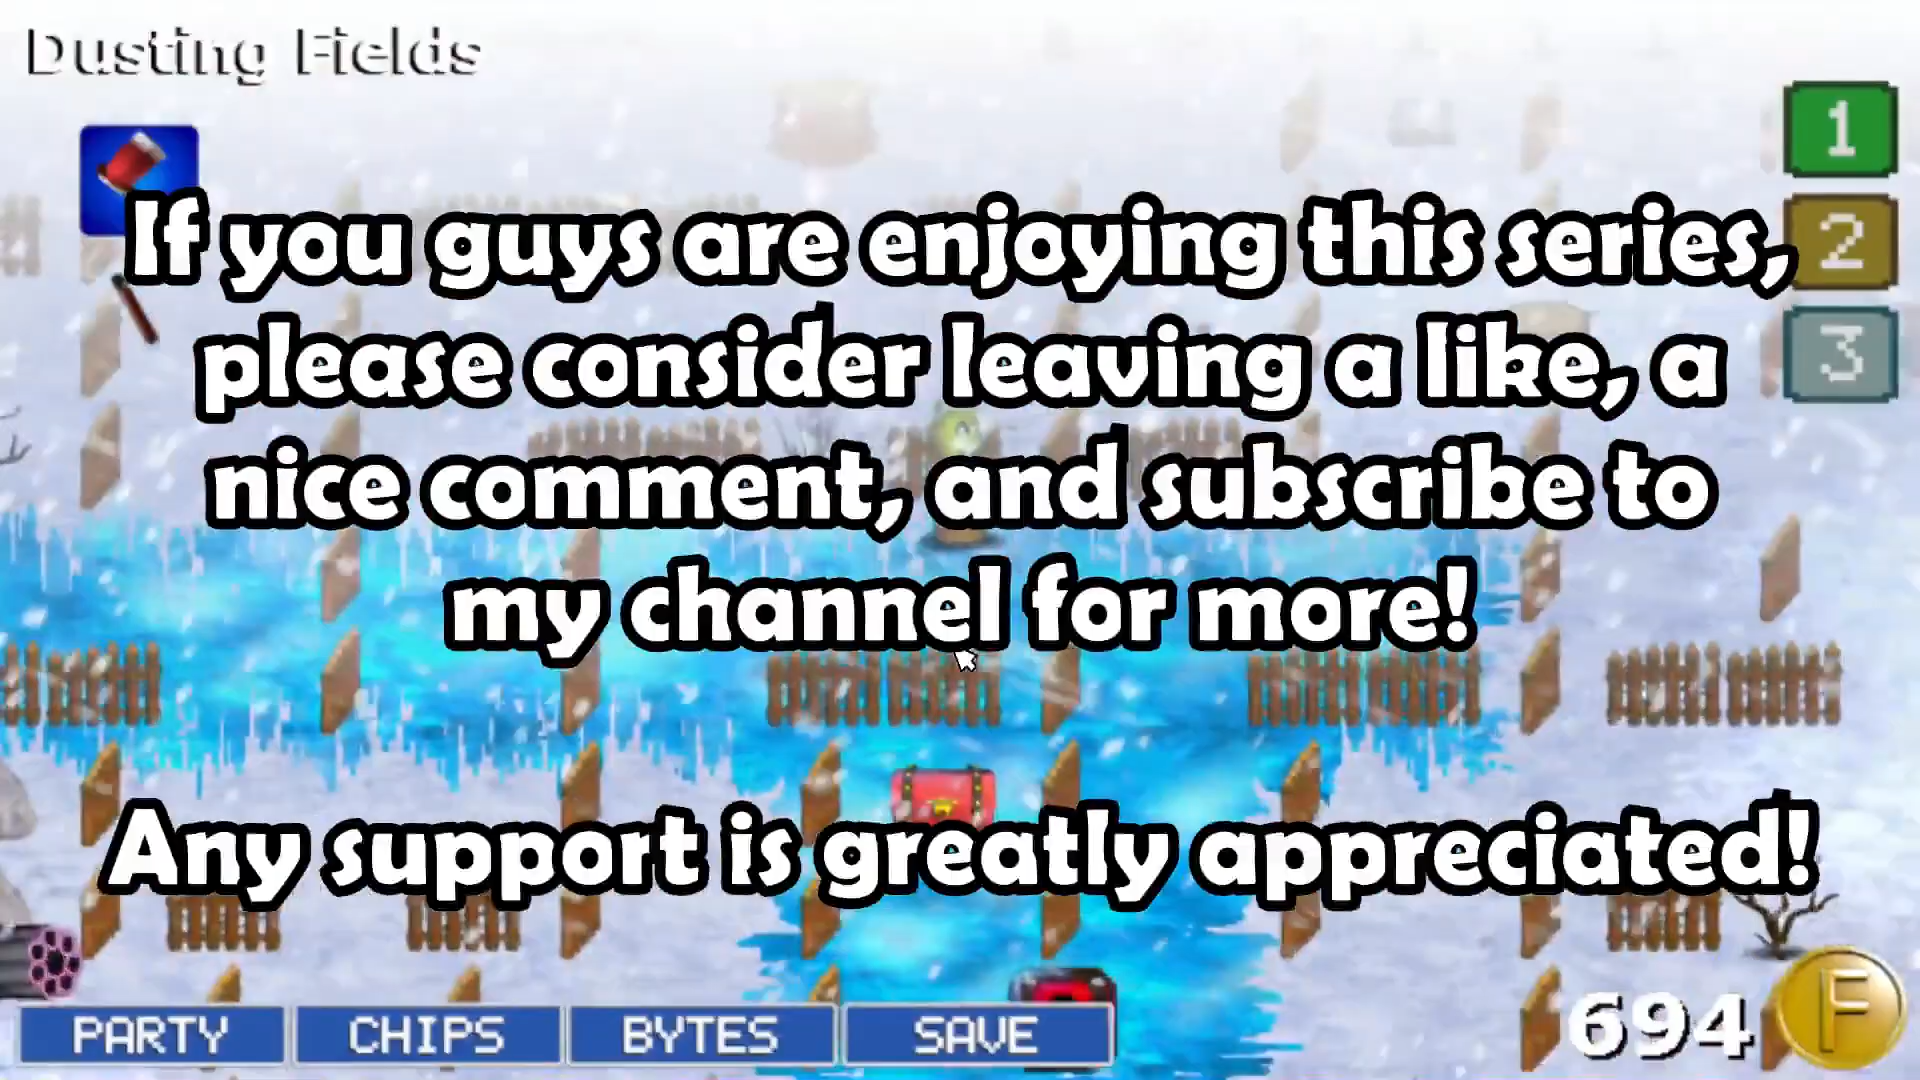 Dusting Fields
1
2
3
If you guys are enjoying this series,
please consider leaving a like, a
nice comment, and subscribe to
my channel for more!
Any support is greatly appreciated!
PARTY
CHIPS
BYTES
SAVE
694
F